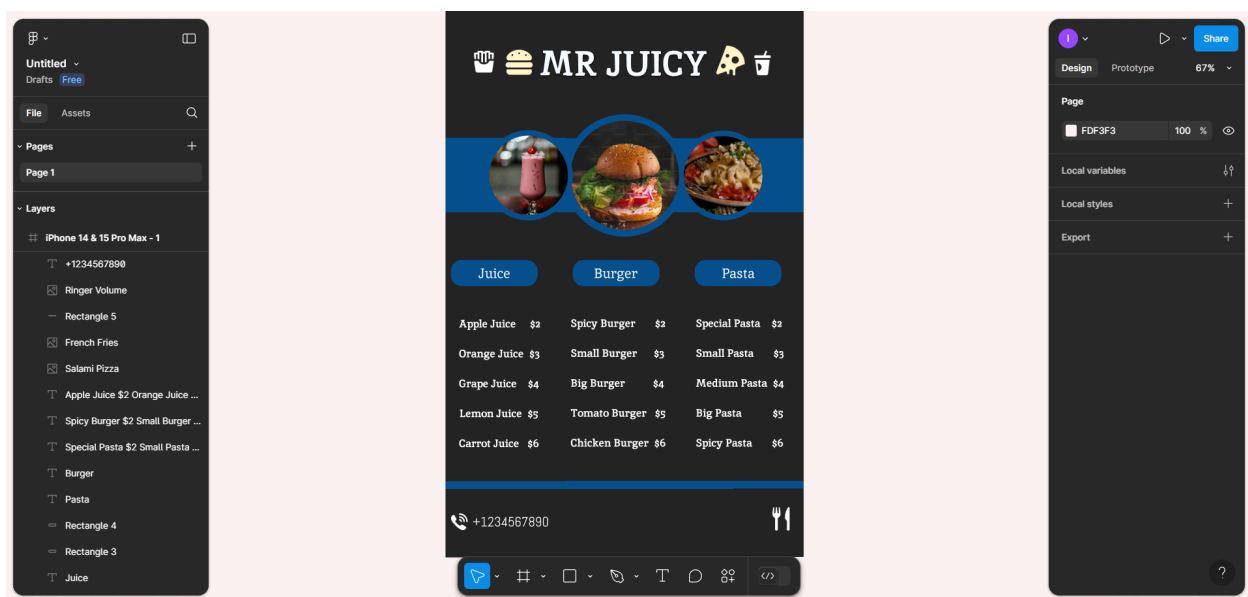 Untitled
Drafts Free
File Assets
Pages
Page 1
Layers
iPhone 14 & 15 Pro Max - 1
+1234567890
Ringer Volume
Rectangle 5
French Fries
Salami Pizza
Apple Juice $2 Orange Juice ...
Spicy Burger $2 Small Burger ...
Special Pasta $2 Small Pasta ...
Burger
Pasta
Rectangle 4
Rectangle 3
Juice
MR JUICY
Juice Burger Pasta
Apple Juice $2 Spicy Burger $2 Special Pasta $2
Orange Juice $3 Small Burger $3 Small Pasta $3
Grape Juice $4 Big Burger $4 Medium Pasta $4
Lemon Juice $5 Tomato Burger $5 Big Pasta $5
Carrot Juice $6 Chicken Burger $6 Spicy Pasta $6
+1234567890
I Share
Design Prototype 67%
Page
FDF3F3 100 %
Local variables
Local styles
Export
?